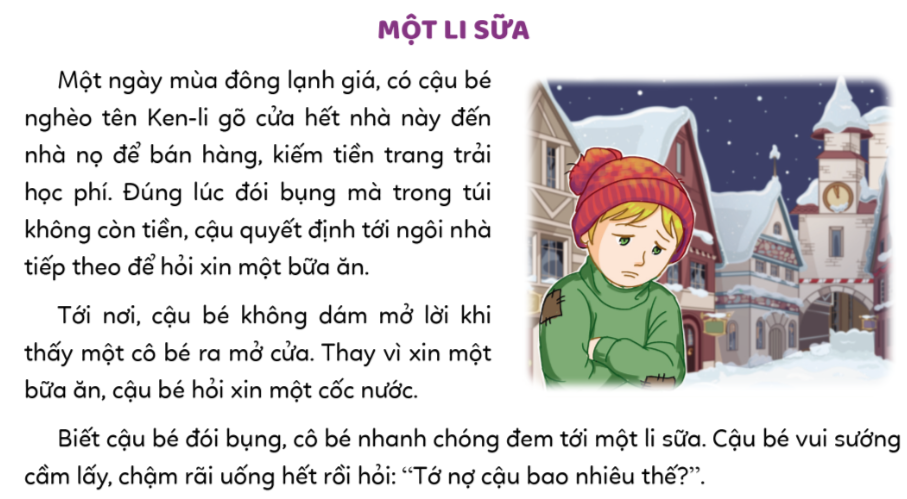 MỘT LI SỮA
Một ngày mùa đông lạnh giá, có cậu bé
nghèo tên Ken-li gõ cửa hết nhà này đến
nhà nọ để bán hàng, kiếm tiền trang trải
học phí. Đúng lúc đói bụng mà trong túi
không còn tiền, cậu quyết định tới ngôi nhà
tiếp theo để hỏi xin một bữa ăn.
Tới nơi, cậu bé không dám mở lời khi
thấy một cô bé ra mở cửa. Thay vì xin một
bữa ăn, cậu bé hỏi xin một cốc nước.
Biết cậu bé đói bụng, cô bé nhanh chóng đem tới một li sữa. Cậu bé vui sướng
cầm lấy, chậm rãi uống hết rồi hỏi: “Tớ nợ cậu bao nhiêu thế?”.